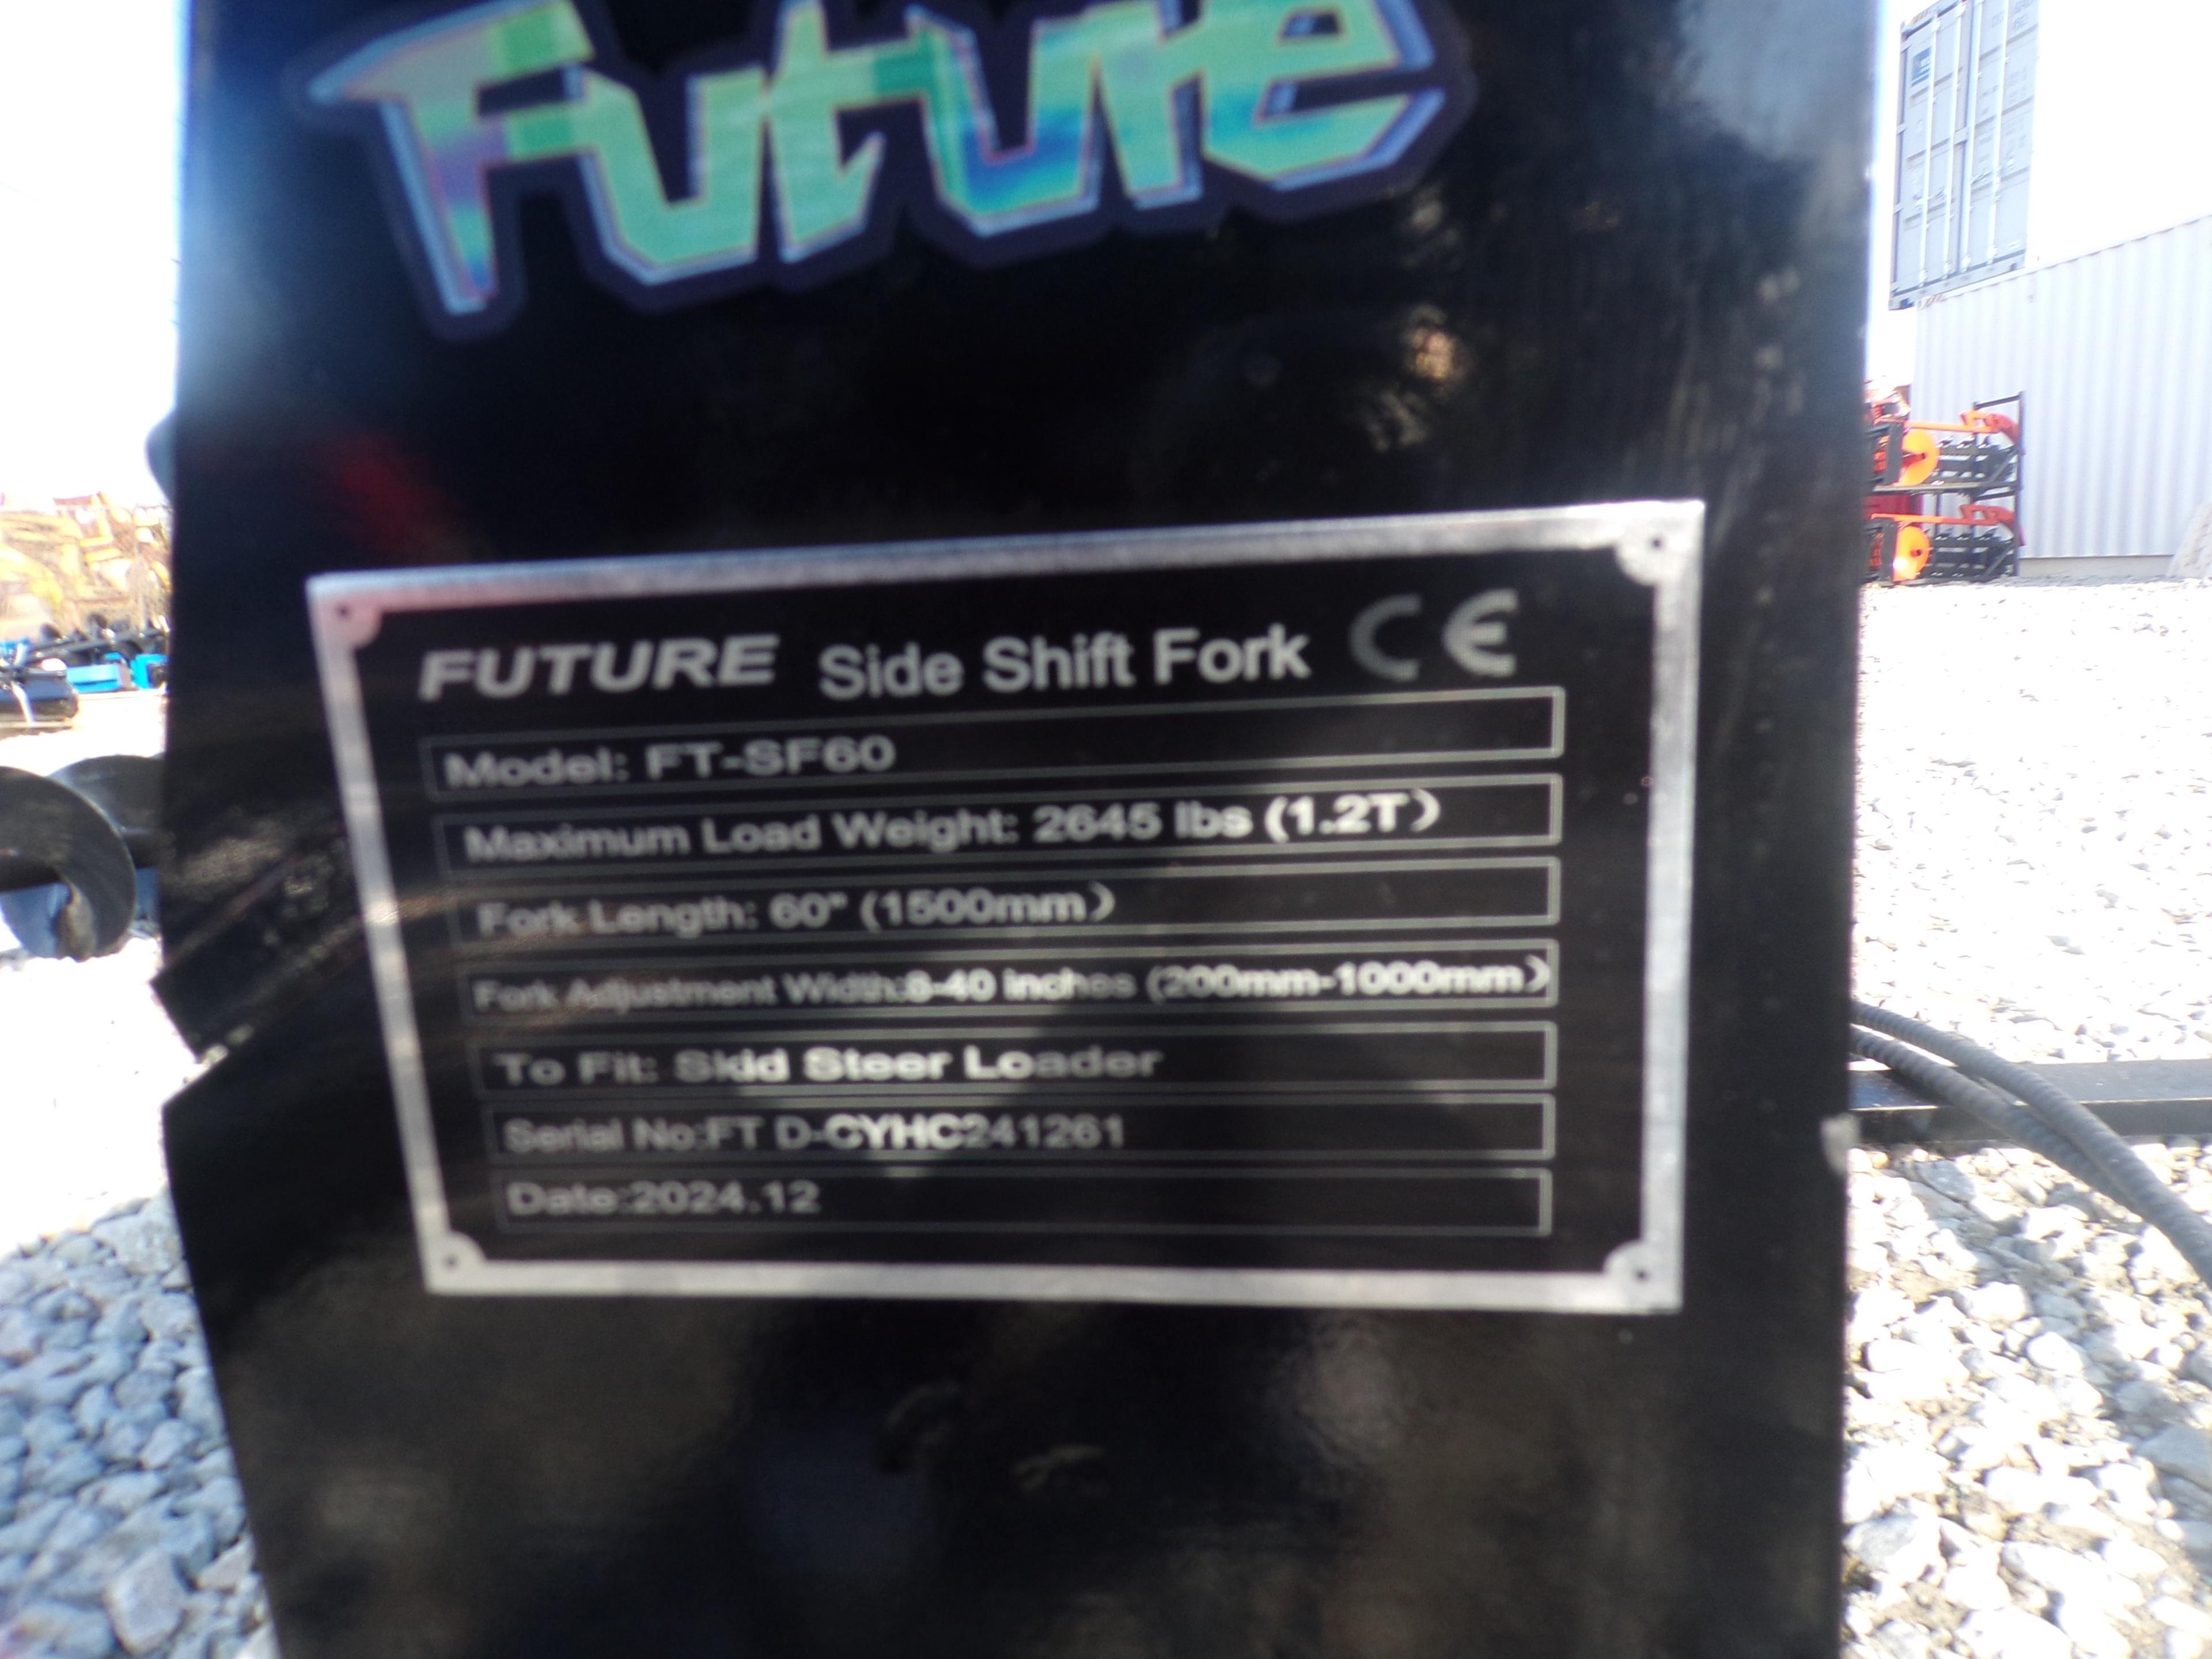 Future
FUTURE Side Shift Fork CE
Model: FT-SF60
Maximum Load Weight: 2645 lbs (1.2T)
Fork Length: 60" (1500mm)
Fork Adjustment Width:8-40 inches (200mm-1000mm)
To Fit: Skid Steer Loader
Serial No:FT D-CYHC241261
Date:2024.12